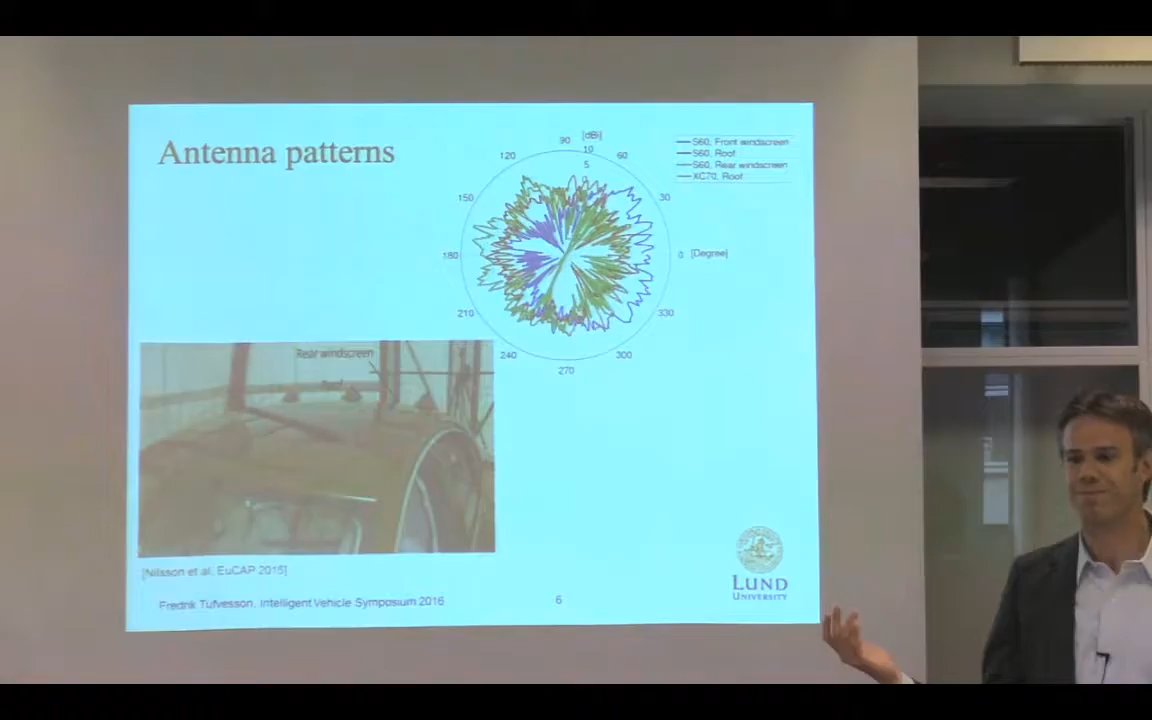 Antenna patterns
[dBi]
90
10
120
60
5
0
150
30
180
0 [Degree]
210
330
240
300
270
S60, Front windscreen
S60, Roof
S60, Rear windscreen
XC70, Roof
Rear windscreen
[Nilsson et al, EuCAP 2015]
Fredrik Tufvesson, Intelligent Vehicle Symposium 2016
6
LUND
UNIVERSITY